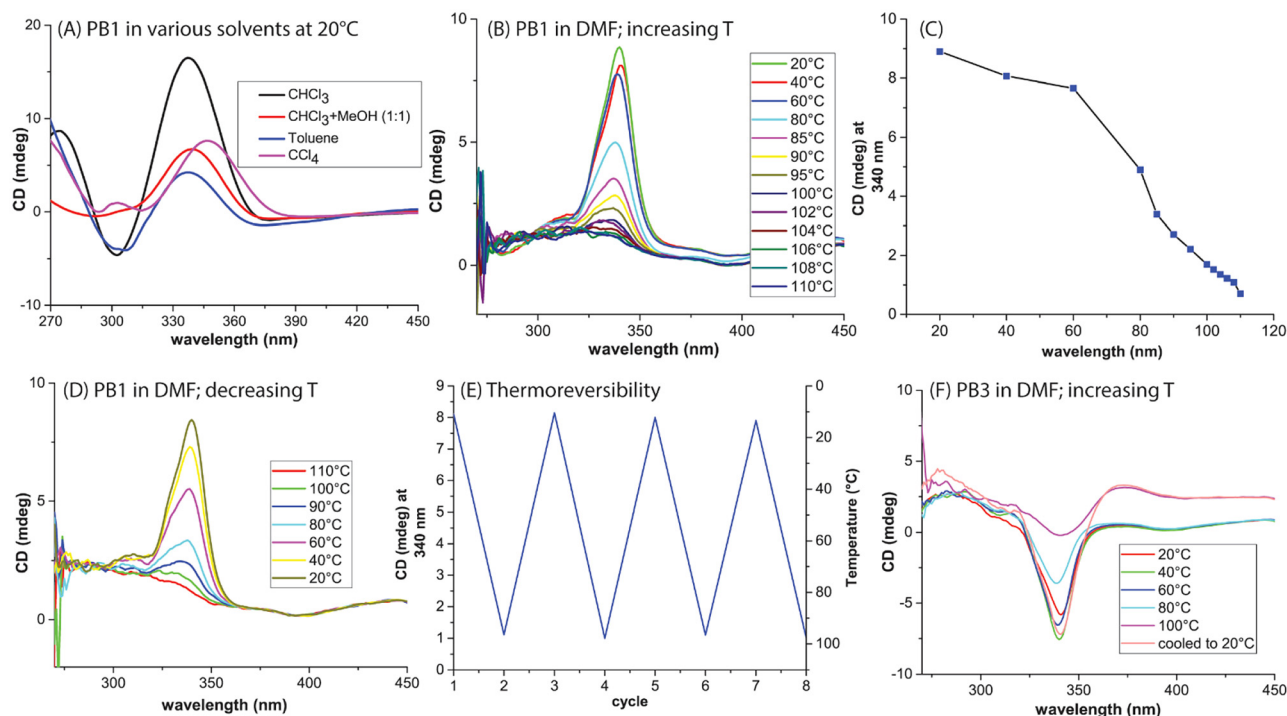 (A) PB1 in various solvents at 20°C
20
10
0
-10
CD (mdeg)
CHCl3
CHCl3+MeOH (1:1)
Toluene
CCl4
270 300 330 360 390 420 450
wavelength (nm)
(B) PB1 in DMF; increasing T
10
5
0
CD (mdeg)
20°C
40°C
60°C
80°C
85°C
90°C
95°C
100°C
102°C
104°C
106°C
108°C
110°C
300 350 400 450
wavelength (nm)
(C)
10
8
6
4
2
0
CD (mdeg) at
340 nm
20 40 60 80 100 120
wavelength (nm)
(D) PB1 in DMF; decreasing T
10
5
0
CD (mdeg)
110°C
100°C
90°C
80°C
60°C
40°C
20°C
300 350 400 450
wavelength (nm)
(E) Thermoreversibility
9
8
7
6
5
4
3
2
1
0
CD (mdeg) at
340 nm
0
10
20
30
40
50
60
70
80
90
100
Temperature (°C)
1 2 3 4 5 6 7 8
cycle
(F) PB3 in DMF; increasing T
10
5
0
-5
-10
CD (mdeg)
20°C
40°C
60°C
80°C
100°C
cooled to 20°C
300 350 400 450
wavelength (nm)